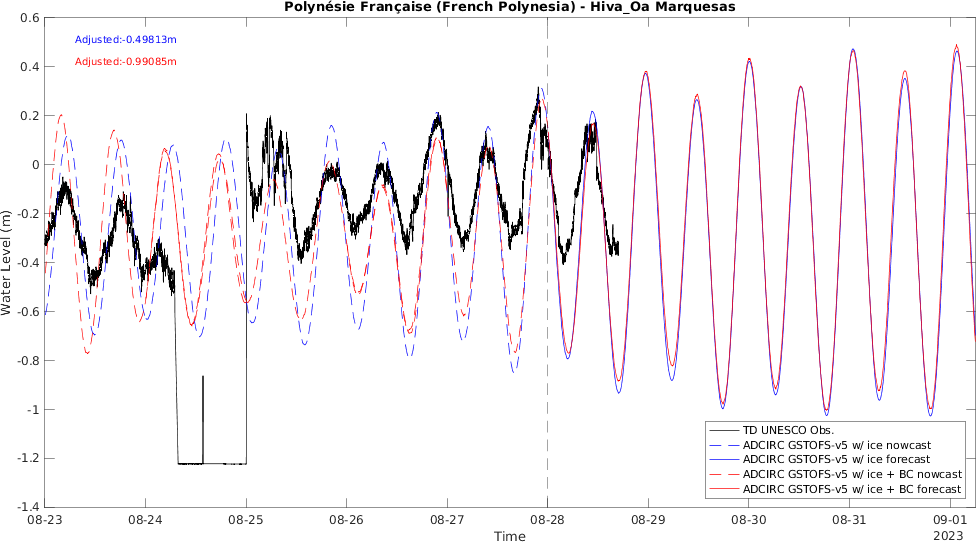 Polynésie Française (French Polynesia) - Hiva_Oa Marquesas
0.6
Adjusted:-0.49813m
0.4
Adjusted:-0.99085m
0.2
0
-0.2
Water Level (m)
-0.4
-0.6
-0.8
-1
-1.2
-1.4
TD UNESCO Obs.
ADCIRC GSTOFS-v5 w/ ice nowcast
ADCIRC GSTOFS-v5 w/ ice forecast
ADCIRC GSTOFS-v5 w/ ice + BC nowcast
ADCIRC GSTOFS-v5 w/ ice + BC forecast
08-23 08-24 08-25 08-26 08-27 08-28 08-29 08-30 08-31 09-01
2023
Time